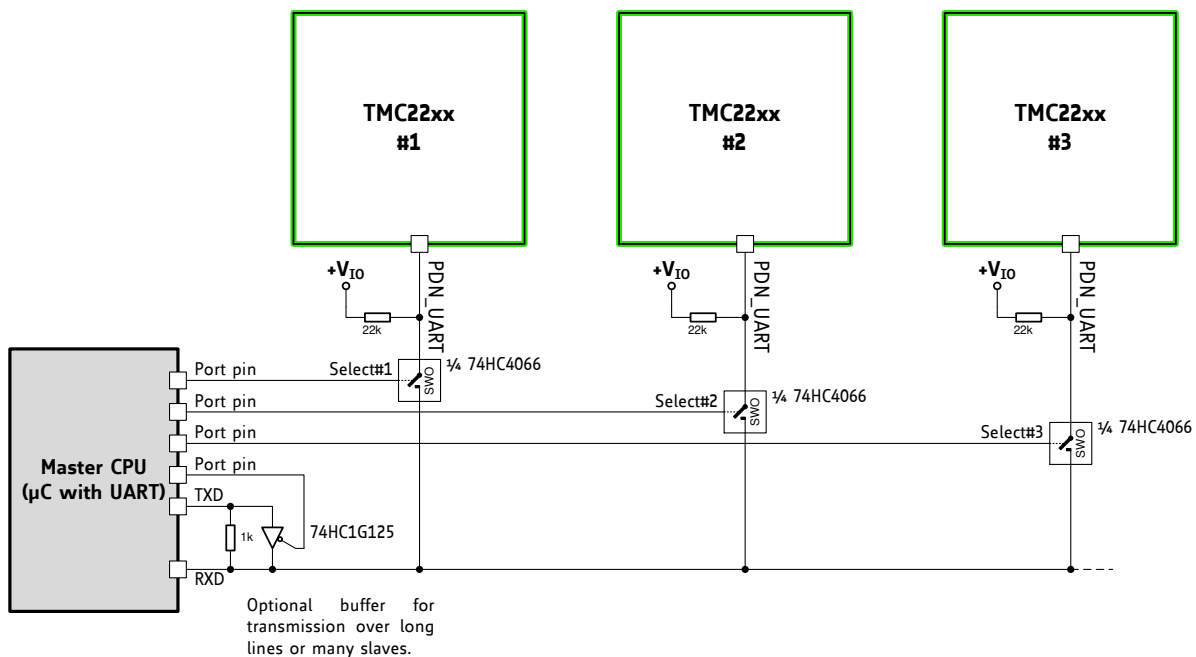 TMC22xx
#1
TMC22xx
#2
TMC22xx
#3
+VIO
22k
PDN_UART
+VIO
22k
PDN_UART
+VIO
22k
PDN_UART
Port pin
Select#1
SWO
¼ 74HC4066
Port pin
Select#2
SWO
¼ 74HC4066
Port pin
Select#3
SWO
¼ 74HC4066
Port pin
Master CPU
(µC with UART)
TXD
1k
74HC1G125
RXD
Optional buffer for
transmission over long
lines or many slaves.